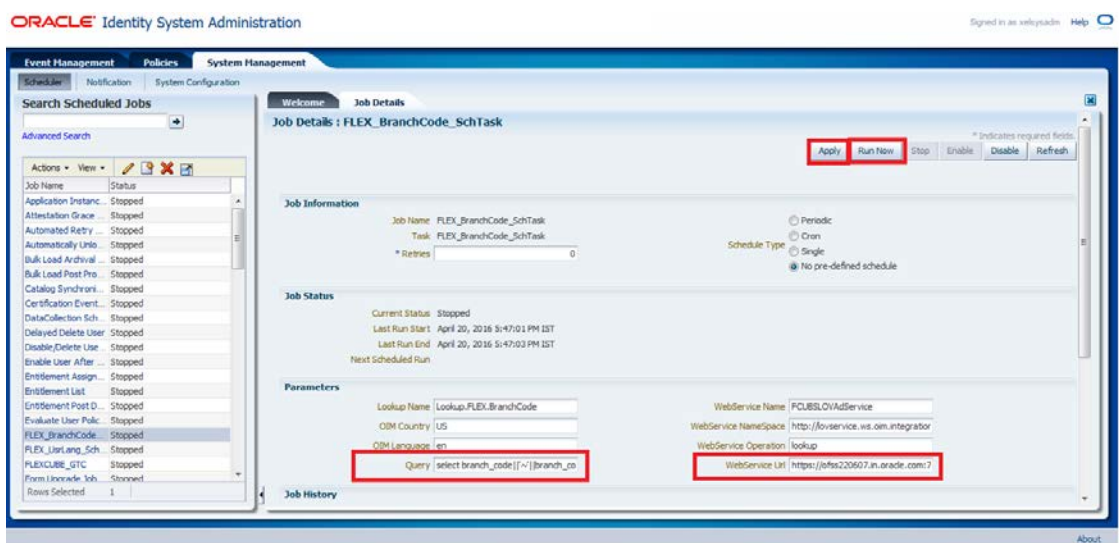 ORACLE Identity System Administration
Signed in as xelsysadm Help
Event Management Policies System Management
Scheduler Notification System Configuration
Search Scheduled Jobs
Advanced Search
Actions View
Job Name Status
Application Instanc... Stopped
Attestation Grace ... Stopped
Automated Retry ... Stopped
Automatically Unlo... Stopped
Bulk Load Archival ... Stopped
Bulk Load Post Pro... Stopped
Catalog Synchroni... Stopped
Certification Event... Stopped
DataCollection Sch... Stopped
Delayed Delete User Stopped
Disable/Delete Use... Stopped
Enable User After ... Stopped
Entitlement Assign... Stopped
Entitlement List Stopped
Entitlement Post D... Stopped
Evaluate User Polic... Stopped
FLEX_BranchCode... Stopped
FLEX_UsrLang_Sch... Stopped
FLEXCUBE_GTC Stopped
Form Upgrade Job Stopped
Rows Selected 1
Welcome Job Details
Job Details : FLEX_BranchCode_SchTask
* Indicates required fields.
Apply Run Now Stop Enable Disable Refresh
Job Information
Job Name FLEX_BranchCode_SchTask
Task FLEX_BranchCode_SchTask
* Retries 0
Schedule Type
Periodic
Cron
Single
No pre-defined schedule
Job Status
Current Status Stopped
Last Run Start April 20, 2016 5:47:01 PM IST
Last Run End April 20, 2016 5:47:03 PM IST
Next Scheduled Run
Parameters
Lookup Name Lookup.FLEX.BranchCode WebService Name FCUBSLOVAdService
OIM Country US WebService NameSpace http://lovservice.ws.oim.integration
OIM Language en WebService Operation lookup
Query select branch_code||'~'||branch_co WebService Url https://ofss220607.in.oracle.com:7
Job History
About